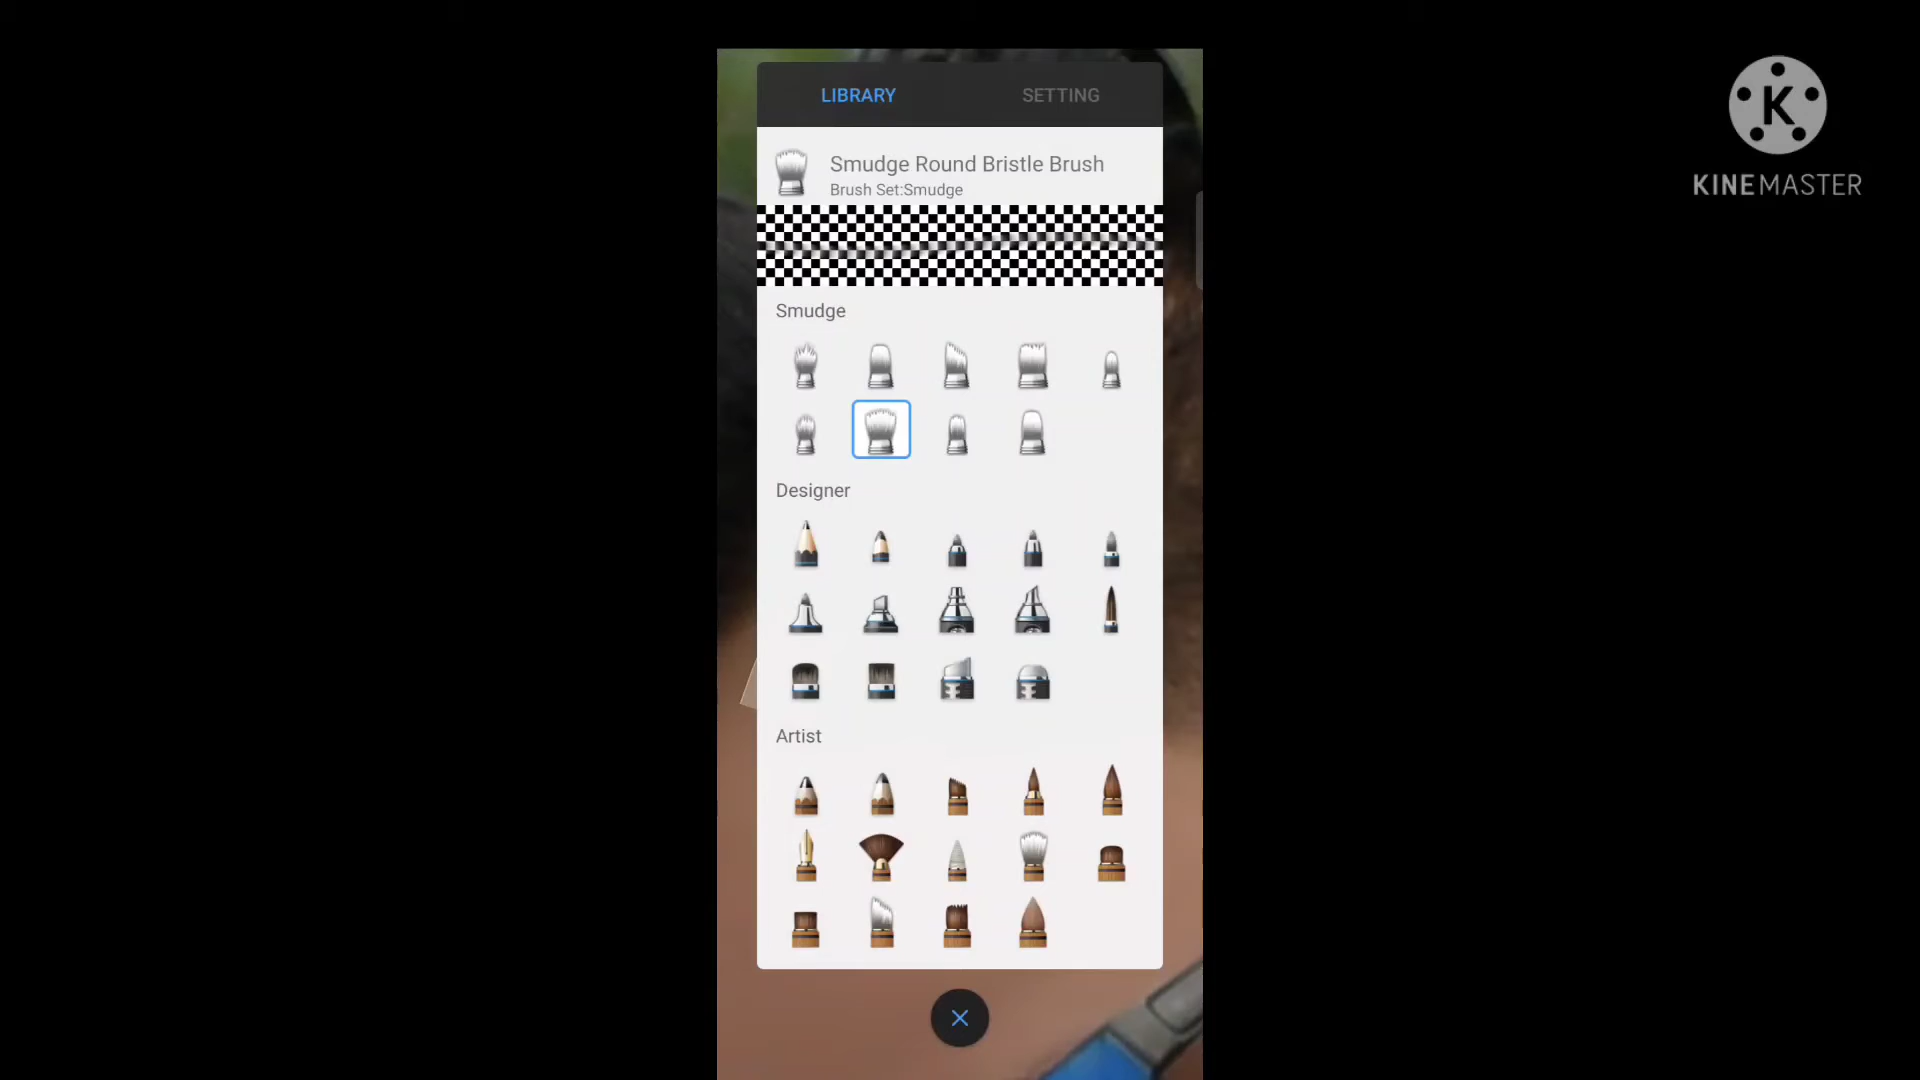 LIBRARY SETTING
Smudge Round Bristle Brush
Brush Set:Smudge
Smudge
Designer
Artist
K
KINEMASTER